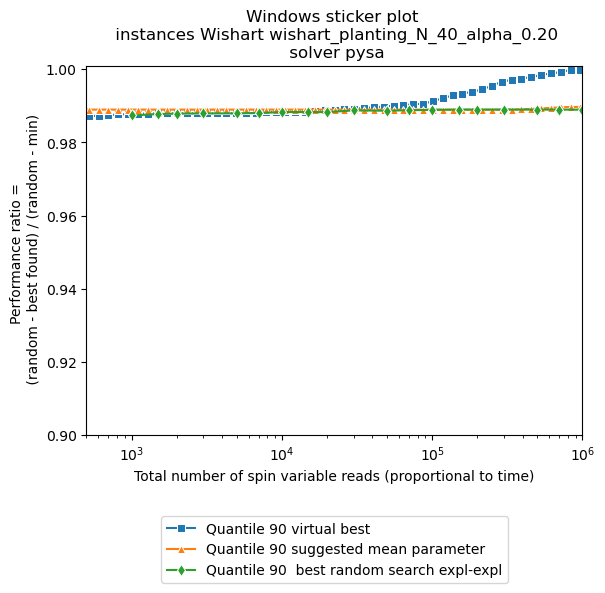 Windows sticker plot
instances Wishart wishart_planting_N_40_alpha_0.20
solver pysa
Performance ratio =
(random - best found) / (random - min)
1.00
0.98
0.96
0.94
0.92
0.90
10^3 10^4 10^5 10^6
Total number of spin variable reads (proportional to time)
Quantile 90 virtual best
Quantile 90 suggested mean parameter
Quantile 90  best random search expl-expl